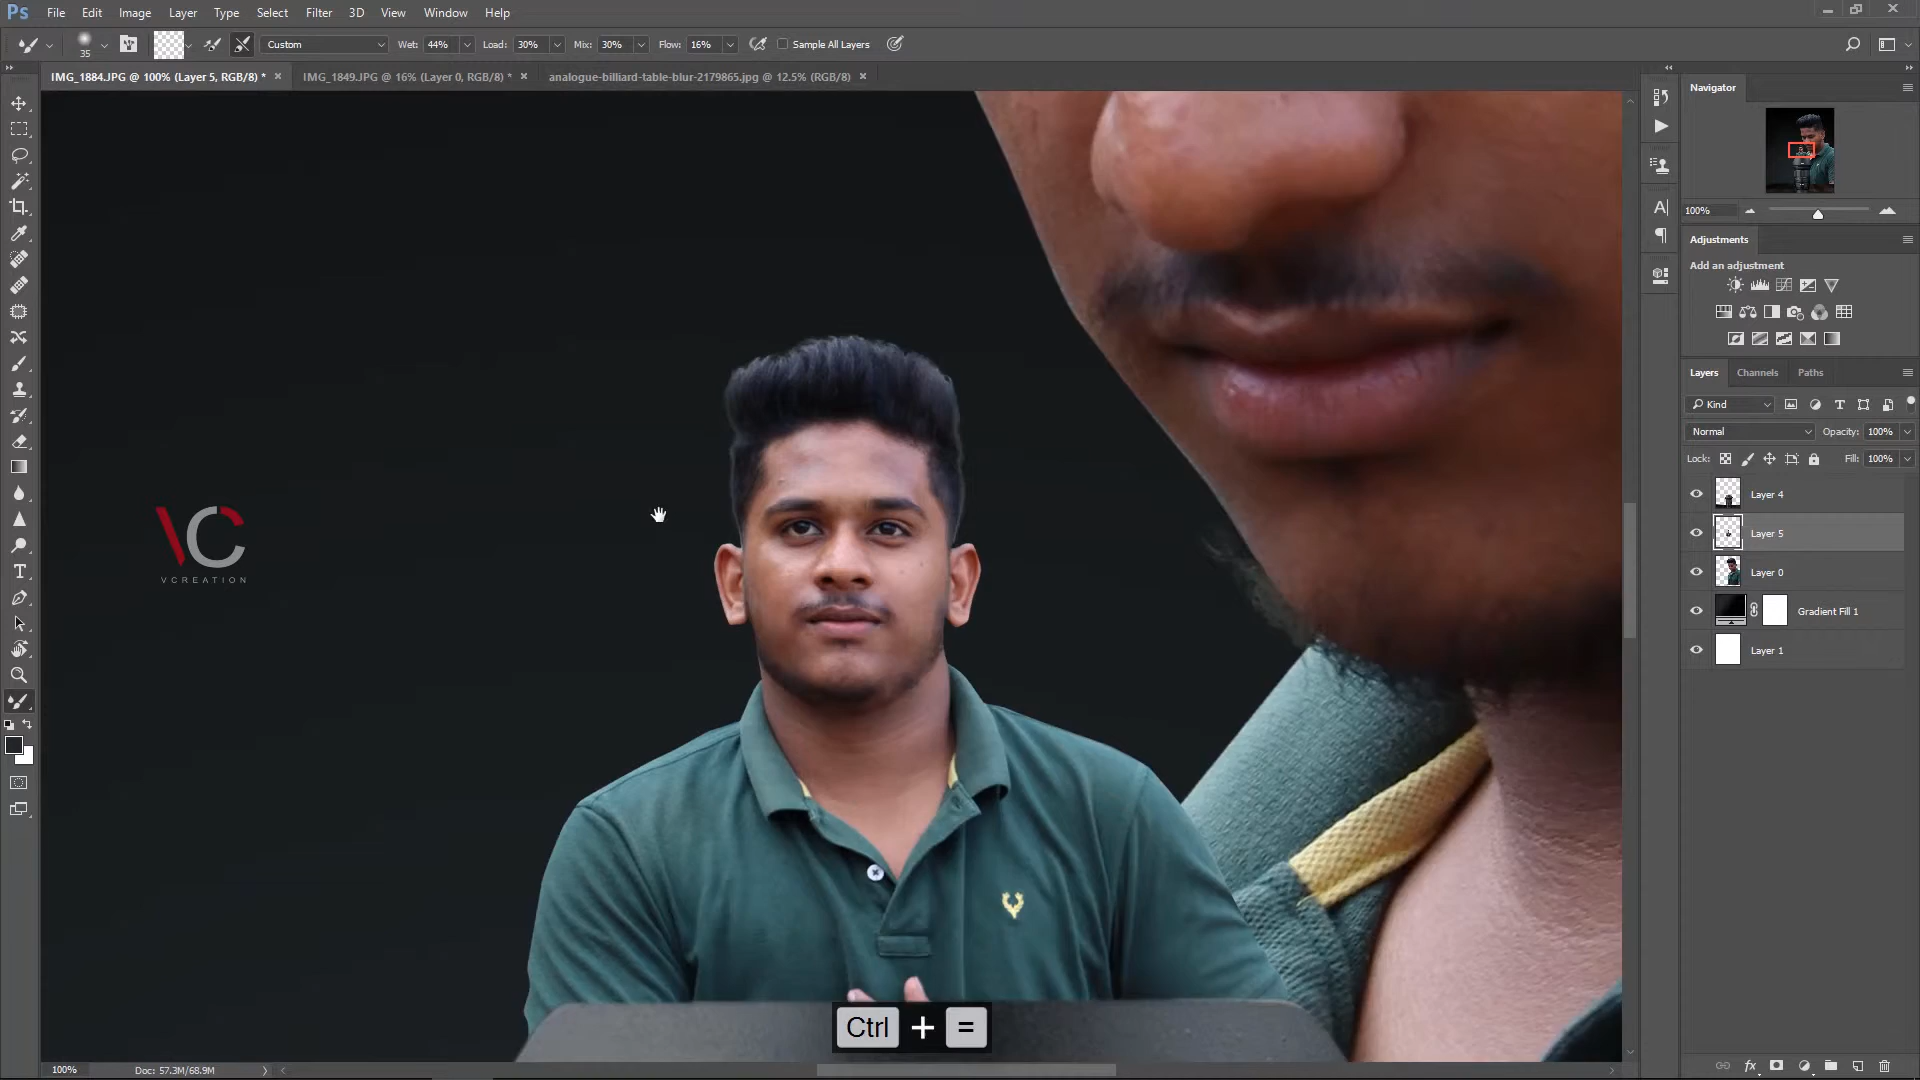 Ps File Edit Image Layer Type Select Filter 3D View Window Help
35 Custom Wet: 44% Load: 30% Mix: 30% Flow: 16% Sample All Layers
IMG_1884.JPG @ 100% (Layer 5, RGB/8) * × IMG_1849.JPG @ 16% (Layer 0, RGB/8) * × analogue-billiard-table-blur-2179865.jpg @ 12.5% (RGB/8) ×
Navigator
100%
Adjustments
Add an adjustment
Layers Channels Paths
Kind
Normal Opacity: 100%
Lock: Fill: 100%
Layer 4
Layer 5
Layer 0
Gradient Fill 1
Layer 1
VC
VCREATION
Ctrl + =
100% Doc: 57.3M/68.9M